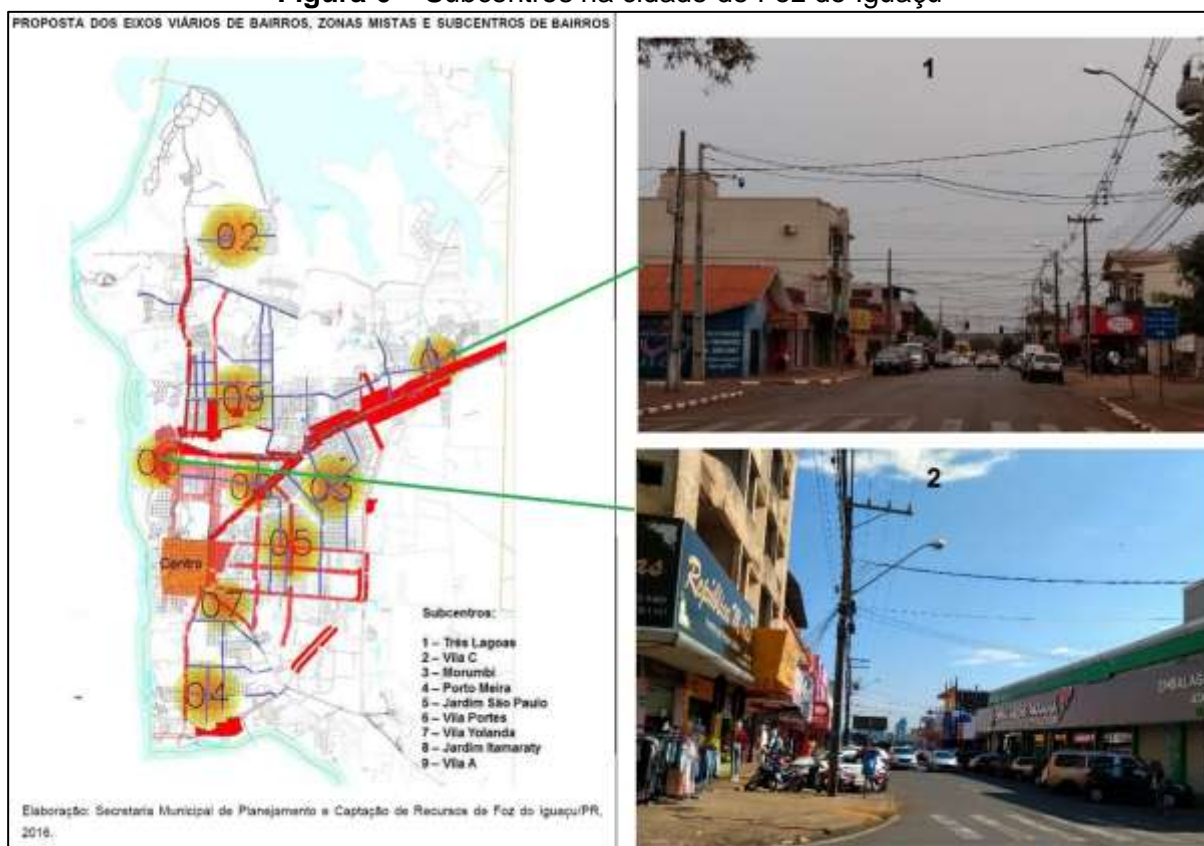 Subcentros na cidade de Foz do Iguaçu
PROPOSTA DOS EIXOS VIÁRIOS DE BAIRROS, ZONAS MISTAS E SUBCENTROS DE BAIRROS
02
09
03
05
Centro
07
04
Subcentros:
1 – Três Lagoas
2 – Vila C
3 – Morumbi
4 – Porto Meira
5 – Jardim São Paulo
6 – Vila Portes
7 – Vila Yolanda
8 – Jardim Itamaraty
9 – Vila A
Elaboração: Secretaria Municipal de Planejamento e Captação de Recursos de Foz do Iguaçu/PR,
2016.
1
2